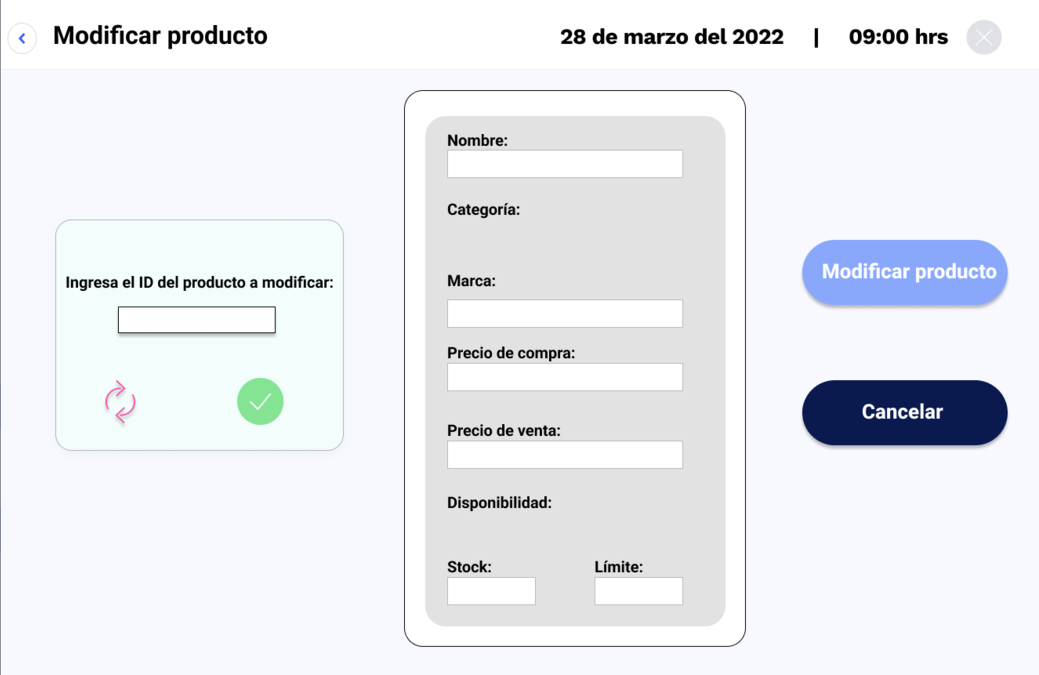 Modificar producto
28 de marzo del 2022 | 09:00 hrs
Ingresa el ID del producto a modificar:
Nombre:
Categoría:
Marca:
Precio de compra:
Precio de venta:
Disponibilidad:
Stock: Límite:
Modificar producto
Cancelar